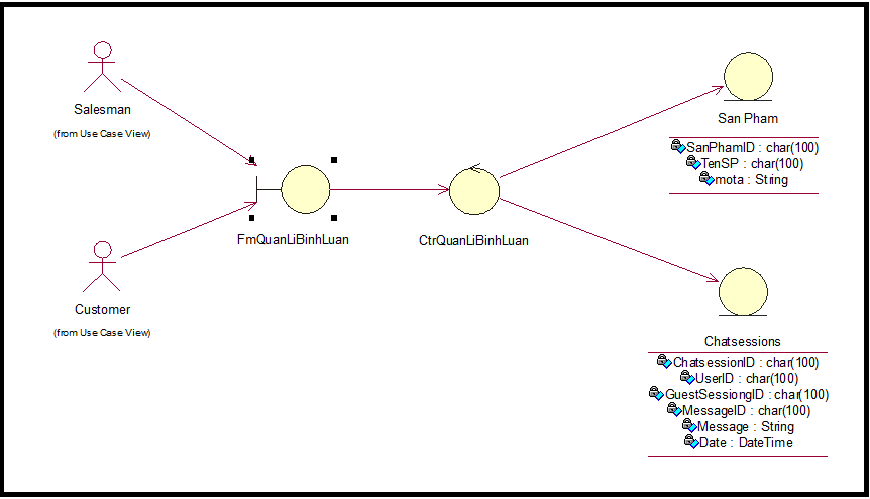 Salesman
(from Use Case View)
Customer
(from Use Case View)
FmQuanLiBinhLuan
CtrQuanLiBinhLuan
San Pham
SanPhamID : char(100)
TenSP : char(100)
mota : String
Chatsessions
ChatsessionID : char(100)
UserID : char(100)
GuestSessiongID : char(100)
MessageID : char(100)
Message : String
Date : DateTime